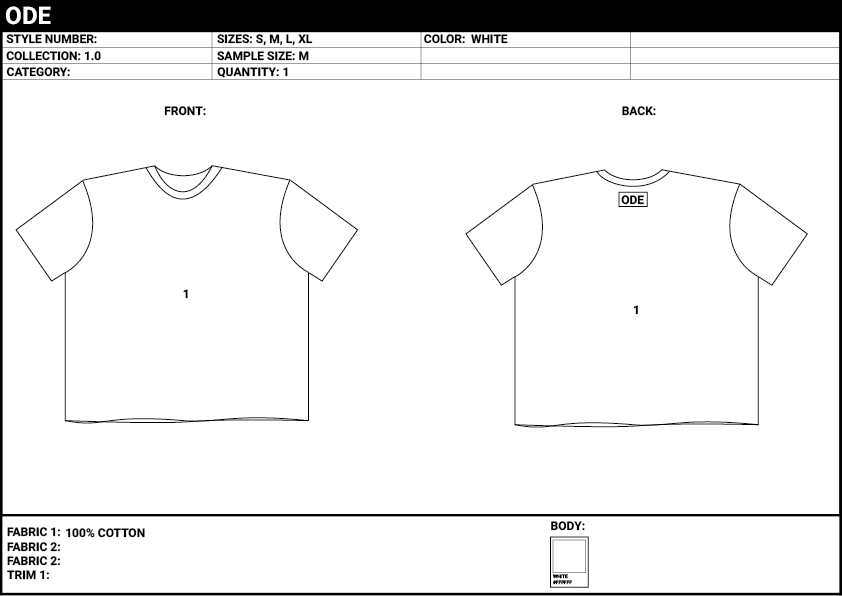 ODE
STYLE NUMBER: SIZES: S, M, L, XL COLOR: WHITE
COLLECTION: 1.0 SAMPLE SIZE: M
CATEGORY: QUANTITY: 1
FRONT: BACK:
ODE
1
1
BODY:
FABRIC 1: 100% COTTON
FABRIC 2:
FABRIC 2:
TRIM 1:
WHITE
#FFFFFF